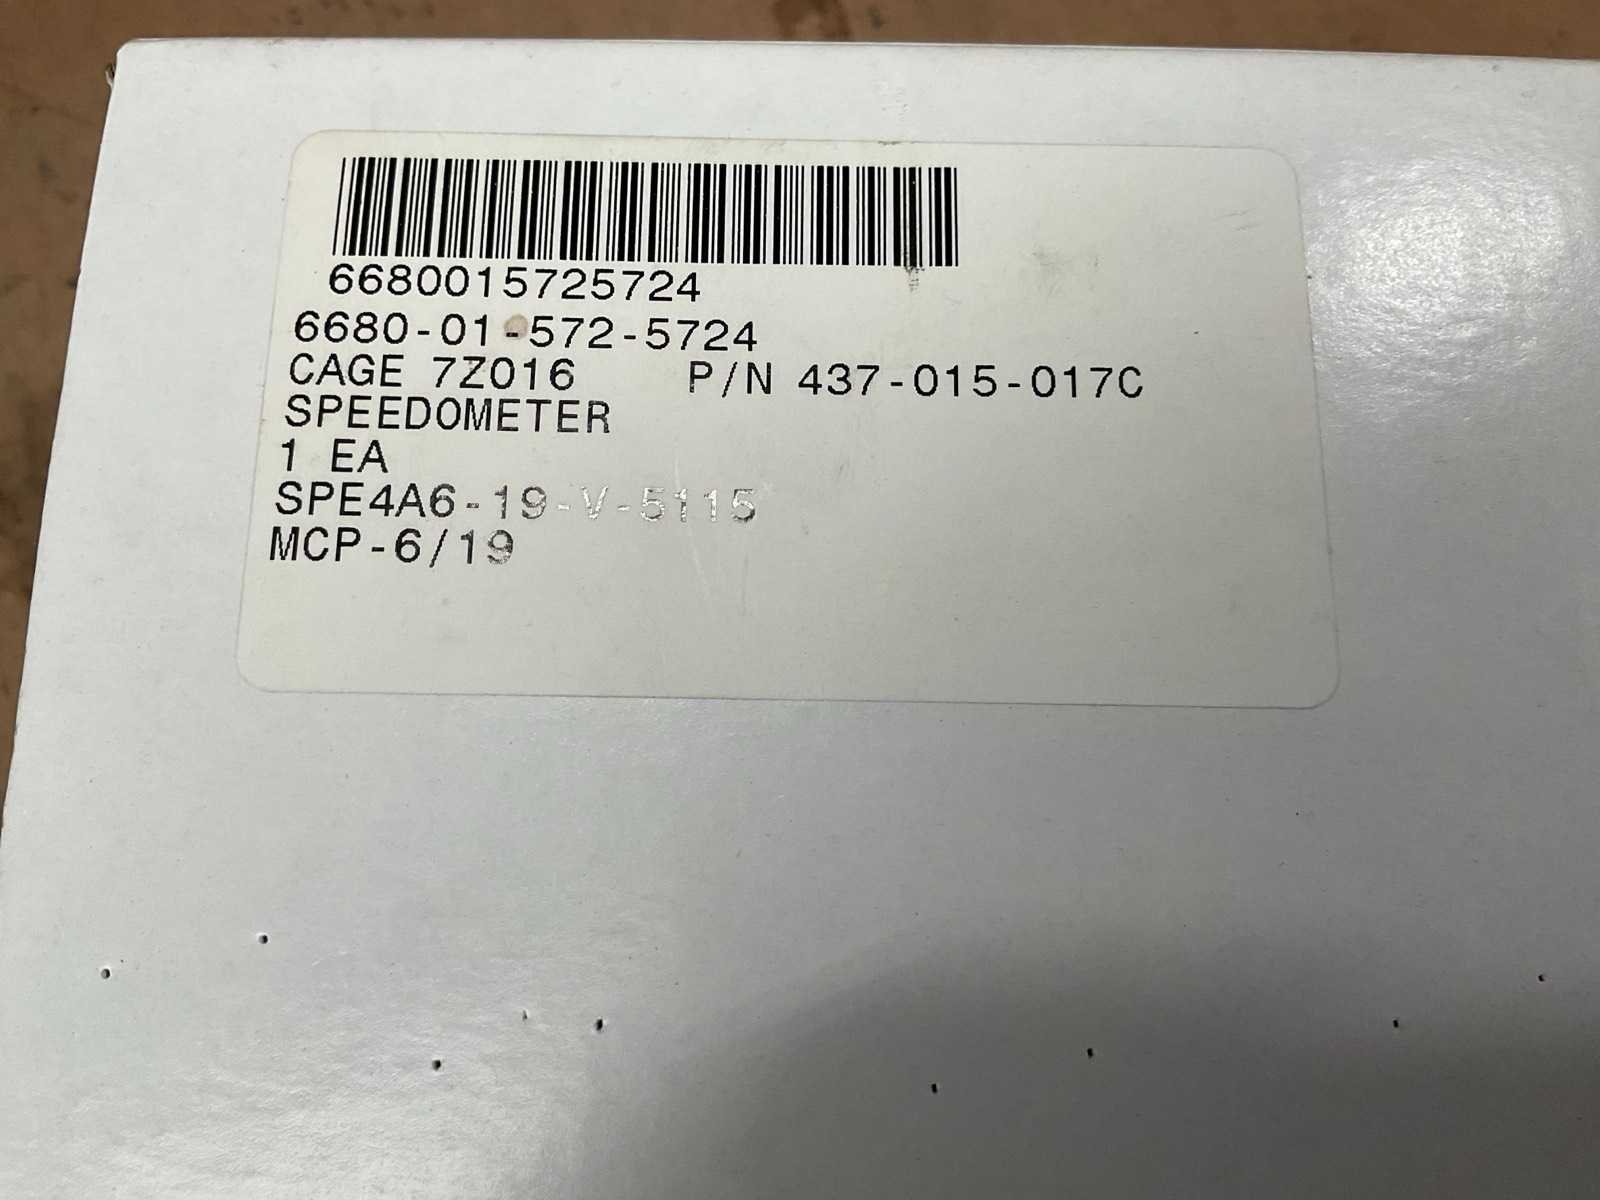 6680015725724
6680-01-572-5724
CAGE 7Z016 P/N 437-015-017C
SPEEDOMETER
1 EA
SPE4A6-19-V-5115
MCP-6/19